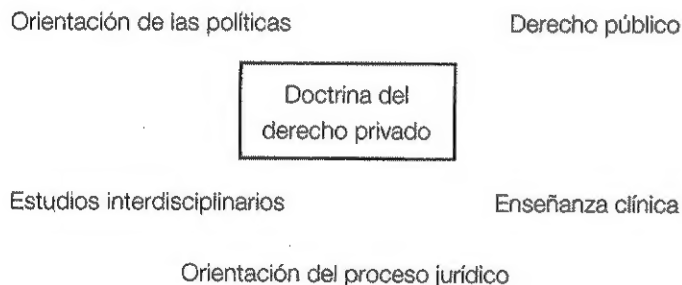 Orientación de las políticas
Derecho público
Doctrina del
derecho privado
Estudios interdisciplinarios
Enseñanza clínica
Orientación del proceso jurídico